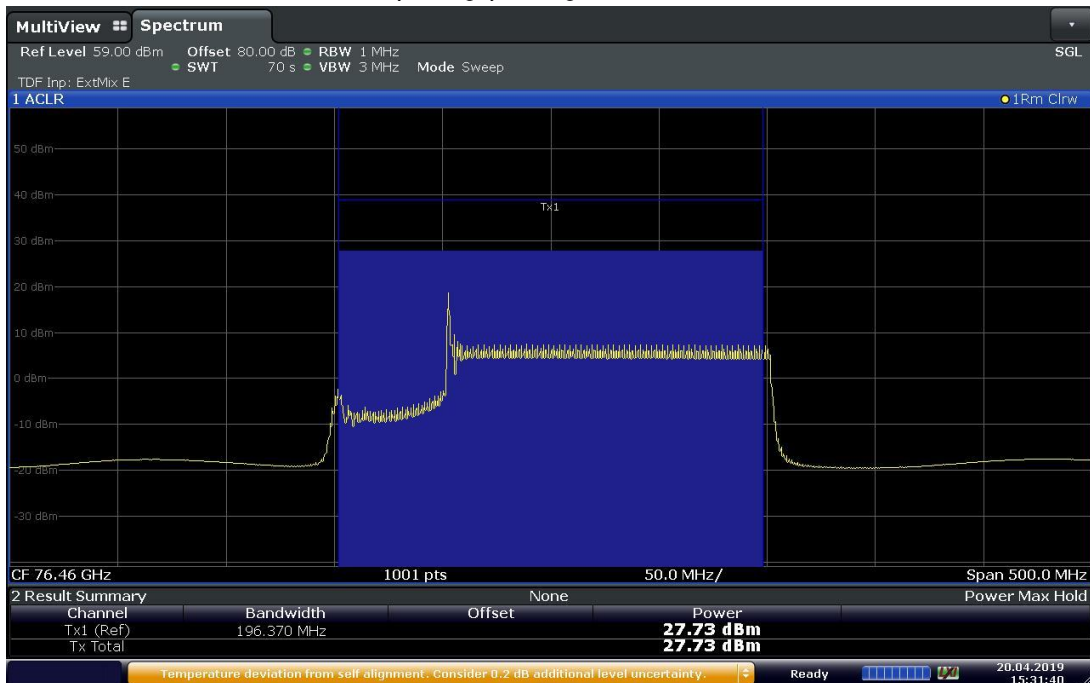 MultiView Spectrum
Ref Level 59.00 dBm Offset 80.00 dB RBW 1 MHz SGL
SWT 70 s VBW 3 MHz Mode Sweep
TDF Inp: ExtMix E
1 ACLR 1Rm Clrw
50 dBm
40 dBm
Tx1
30 dBm
20 dBm
10 dBm
0 dBm
-10 dBm
-20 dBm
-30 dBm
CF 76.46 GHz 1001 pts 50.0 MHz/ Span 500.0 MHz
2 Result Summary None Power Max Hold
Channel Bandwidth Offset Power
Tx1 (Ref) 196.370 MHz 27.73 dBm
Tx Total 27.73 dBm
Temperature deviation from self alignment. Consider 0.2 dB additional level uncertainty. Ready 20.04.2019
15:31:40